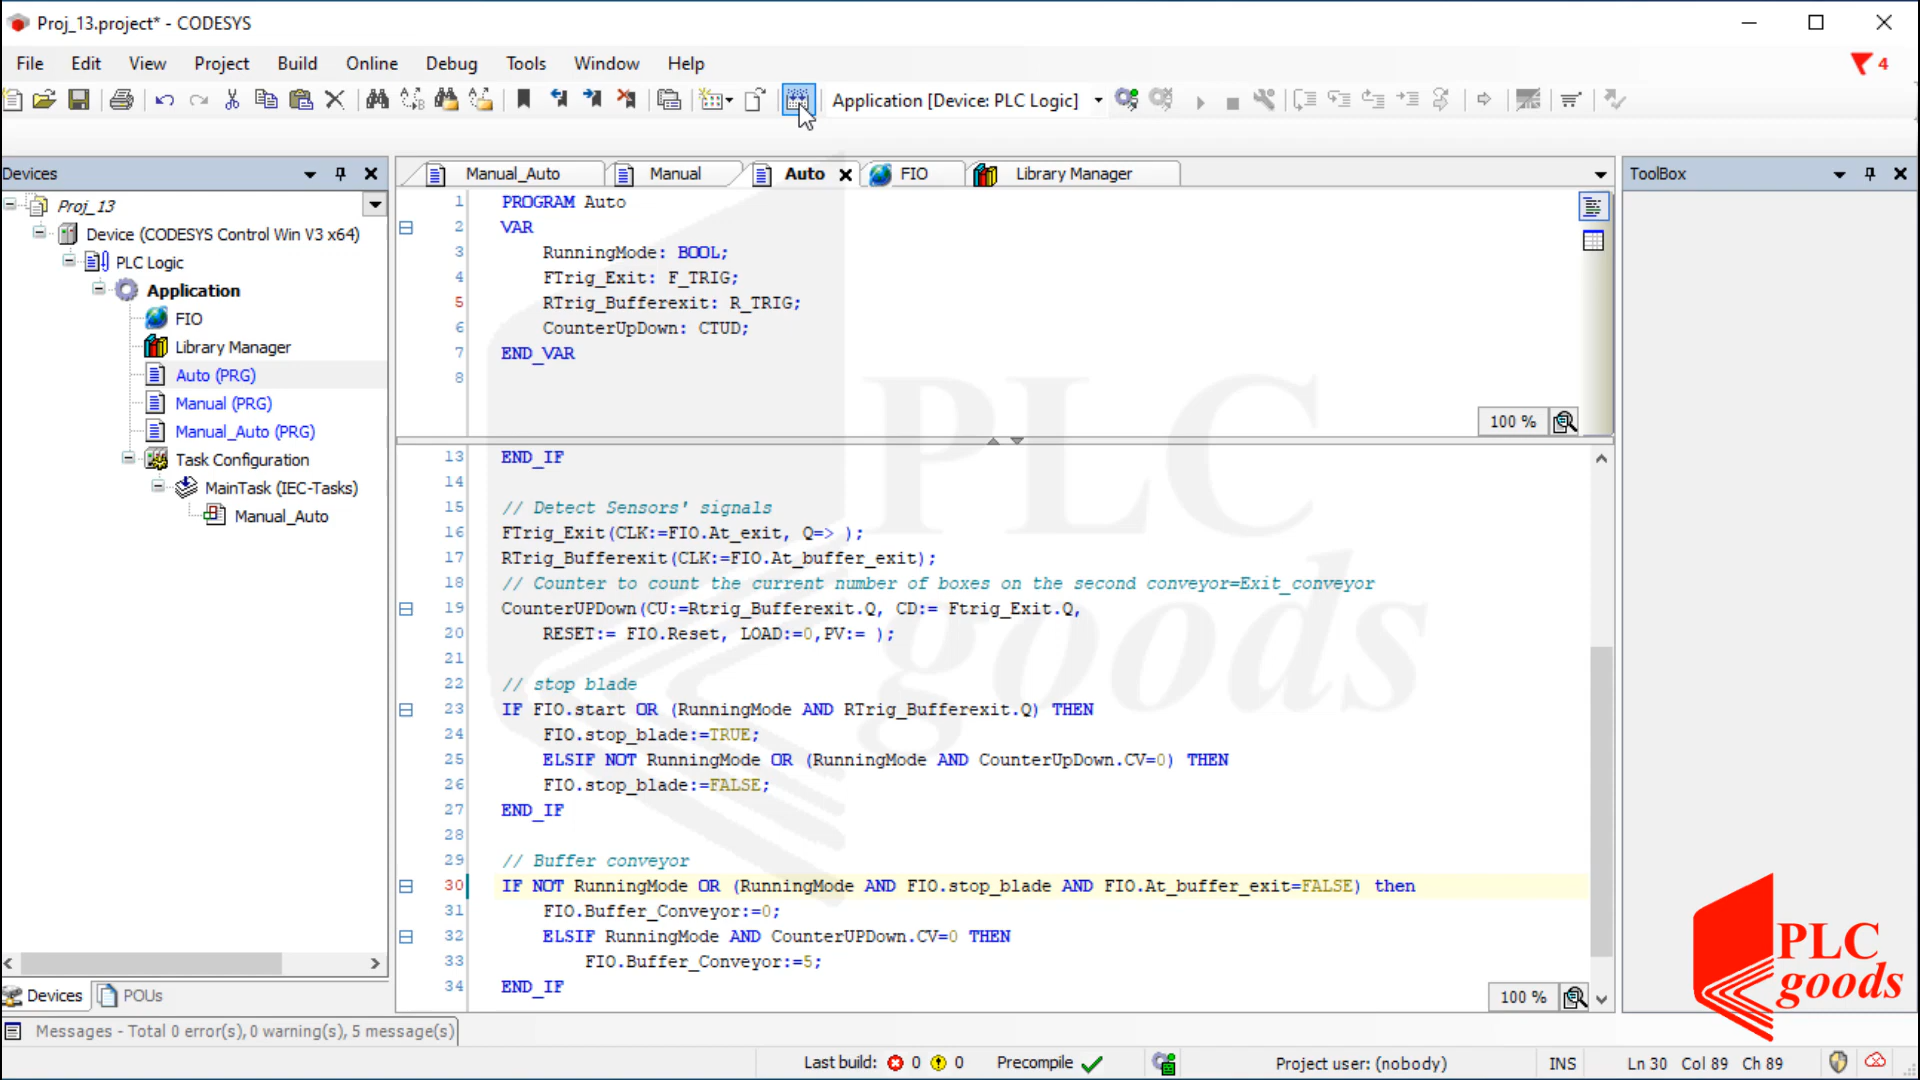 Proj_13.project* - CODESYS
File Edit View Project Build Online Debug Tools Window Help
4
Application [Device: PLC Logic]
Devices
Proj_13
Device (CODESYS Control Win V3 x64)
PLC Logic
Application
FIO
Library Manager
Auto (PRG)
Manual (PRG)
Manual_Auto (PRG)
Task Configuration
MainTask (IEC-Tasks)
Manual_Auto
Devices POUs
Manual_Auto Manual Auto FIO Library Manager
1 PROGRAM Auto
2 VAR
3 RunningMode: BOOL;
4 FTrig_Exit: F_TRIG;
5 RTrig_Bufferexit: R_TRIG;
6 CounterUpDown: CTUD;
7 END_VAR
8
100 %
13 END_IF
14
15 // Detect Sensors' signals
16 FTrig_Exit(CLK:=FIO.At_exit, Q=> );
17 RTrig_Bufferexit(CLK:=FIO.At_buffer_exit);
18 // Counter to count the current number of boxes on the second conveyor=Exit_conveyor
19 CounterUPDown(CU:=Rtrig_Bufferexit.Q, CD:= Ftrig_Exit.Q,
20 RESET:= FIO.Reset, LOAD:=0,PV:= );
21
22 // stop blade
23 IF FIO.start OR (RunningMode AND RTrig_Bufferexit.Q) THEN
24 FIO.stop_blade:=TRUE;
25 ELSIF NOT RunningMode OR (RunningMode AND CounterUpDown.CV=0) THEN
26 FIO.stop_blade:=FALSE;
27 END_IF
28
29 // Buffer conveyor
30 IF NOT RunningMode OR (RunningMode AND FIO.stop_blade AND FIO.At_buffer_exit=FALSE) then
31 FIO.Buffer_Conveyor:=0;
32 ELSIF RunningMode AND CounterUPDown.CV=0 THEN
33 FIO.Buffer_Conveyor:=5;
34 END_IF
100 %
ToolBox
PLC
goods
PLC
goods
Messages - Total 0 error(s), 0 warning(s), 5 message(s)
Last build: 0 0 Precompile Project user: (nobody) INS Ln 30 Col 89 Ch 89